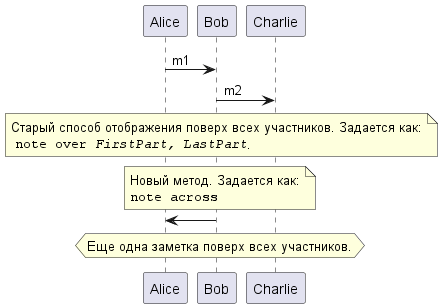 Alice Bob Charlie
m1
m2
Старый способ отображения поверх всех участников. Задается как:
note over FirstPart, LastPart.
Новый метод. Задается как:
note across
Еще одна заметка поверх всех участников.
Alice Bob Charlie